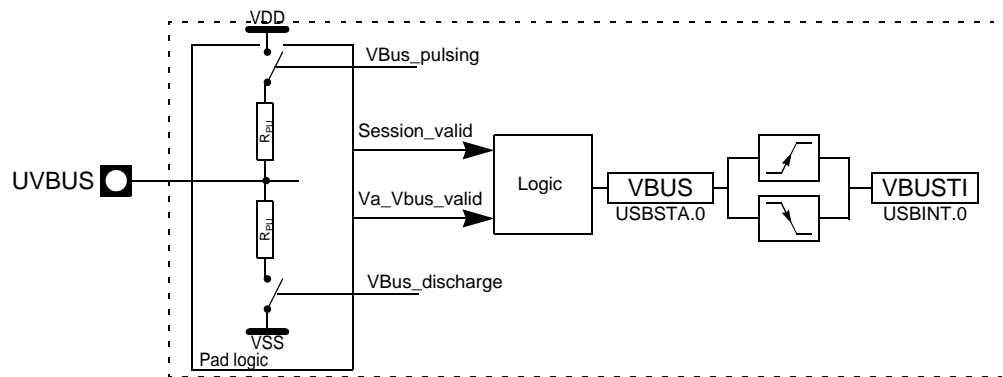 VDD
VBus_pulsing
RPU
Session_valid
UVBUS
Logic
VBUS
VBUSTI
Va_Vbus_valid
USBSTA.0
USBINT.0
RPU
VBus_discharge
VSS
Pad logic